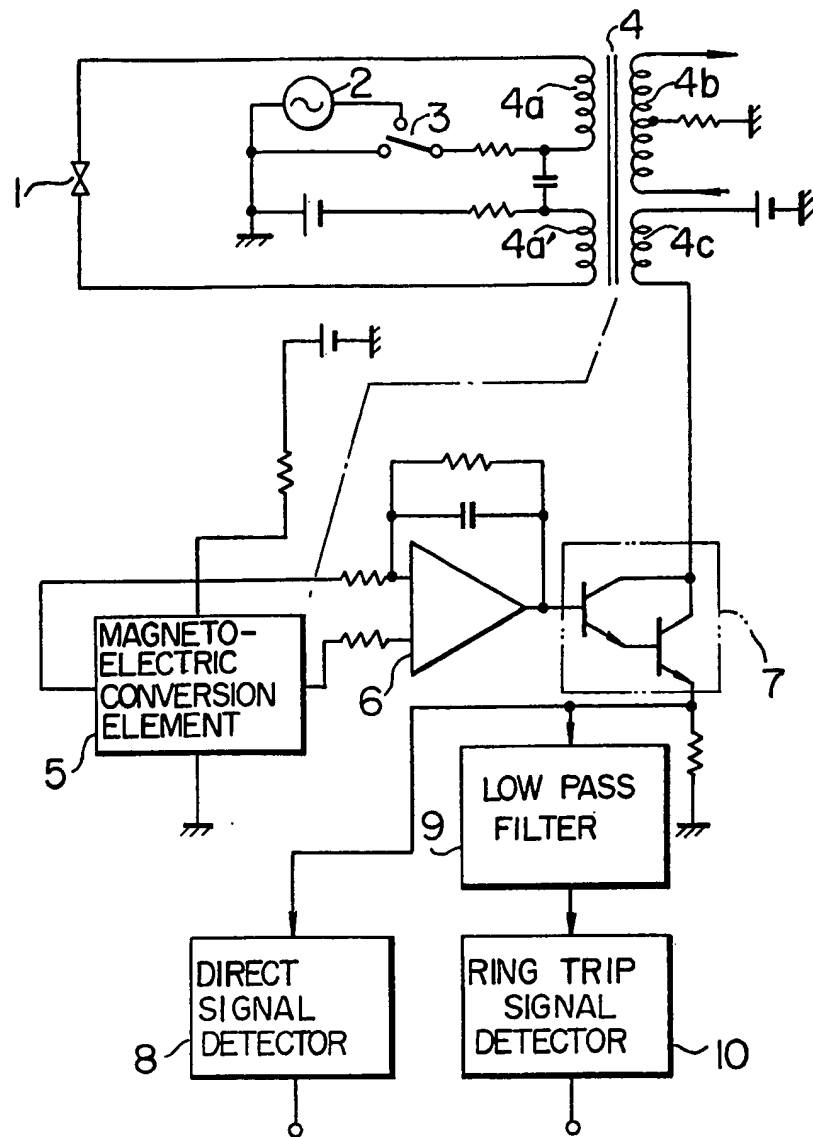 4
2
4a
4b
3
1
4a'
4c
MAGNETO-
ELECTRIC
CONVERSION
ELEMENT
6
7
5
LOW PASS
FILTER
9
DIRECT
SIGNAL
DETECTOR
RING TRIP
SIGNAL
DETECTOR
8
10